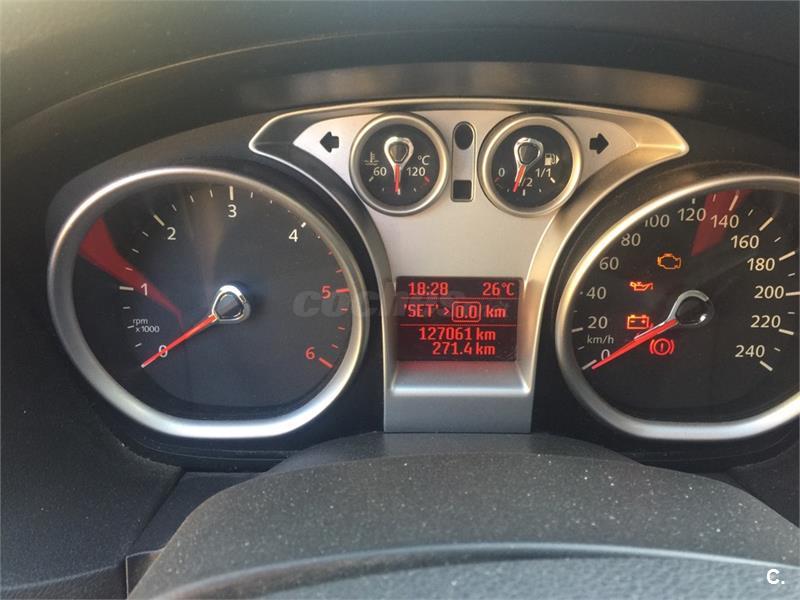 60 120 °C
0 1/2 1/1
0 1 2 3 4 5 6
rpm
x1000
18:28 26°C
SET > 0.0 km
127061 km
271.4 km
0 20 40 60 80 100 120 140 160 180 200 220 240
km/h
coches
C.